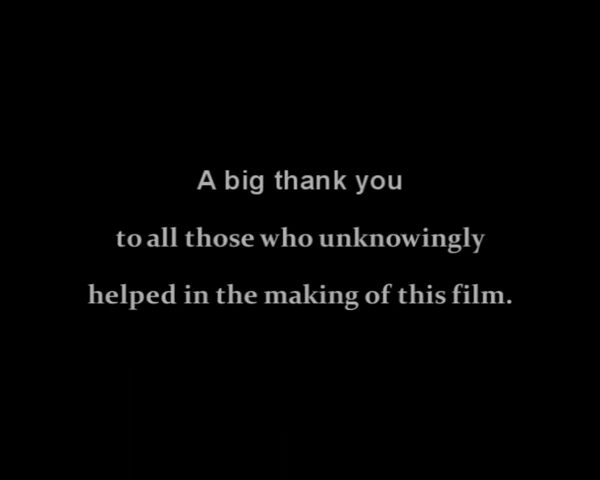 A big thank you
to all those who unknowingly
helped in the making of this film.